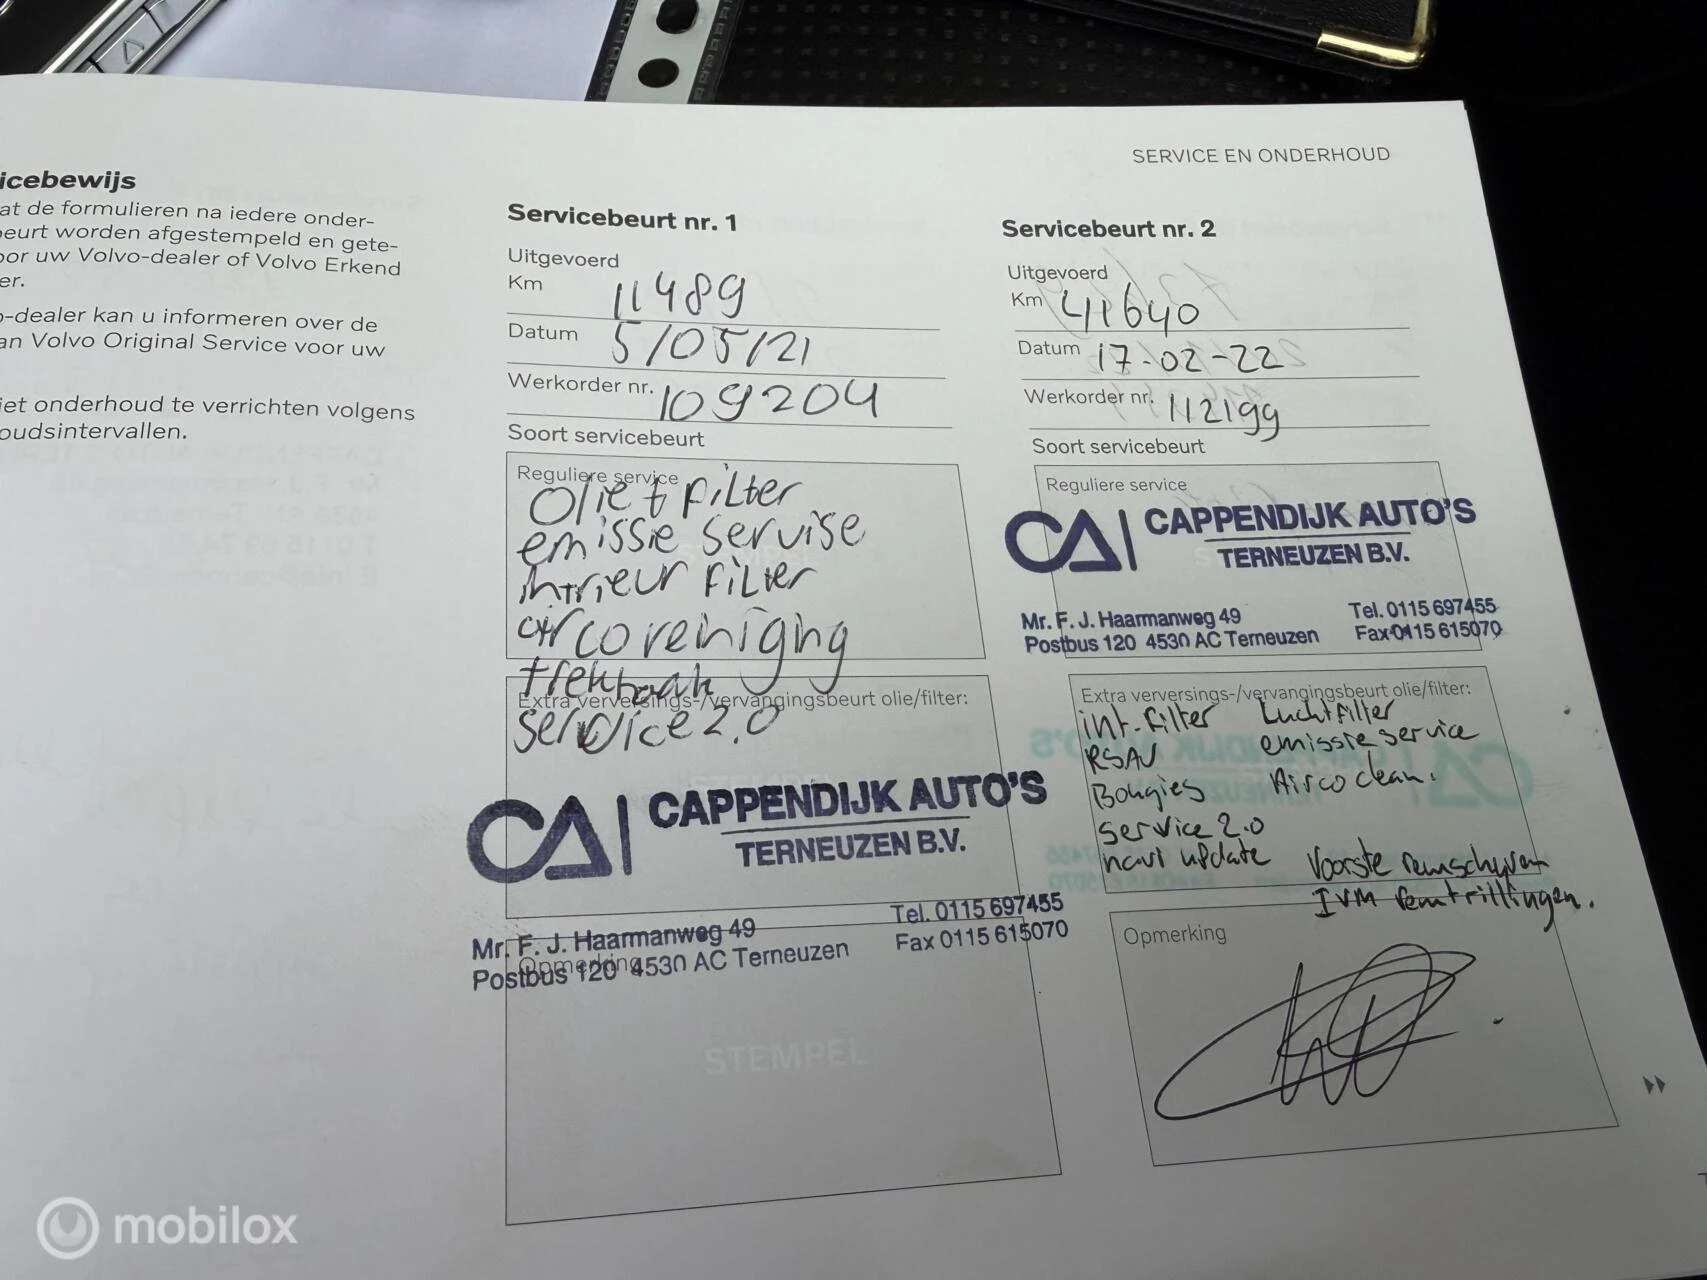 SERVICE EN ONDERHOUD
icebewijs
at de formulieren na iedere onder-
beurt worden afgestempeld en gete-
oor uw Volvo-dealer of Volvo Erkend
er.
o-dealer kan u informeren over de
an Volvo Original Service voor uw
iet onderhoud te verrichten volgens
oudsintervallen.
Servicebeurt nr. 1
Uitgevoerd
Km 11489
Datum 5/05/21
Werkorder nr. 109204
Soort servicebeurt
Reguliere service
Olie + filter
emissie servise
intrieur filter
airco reiniging
trekhaak
Extra verversings-/vervangingsbeurt olie/filter:
service 2.0
CA CAPPENDIJK AUTO'S
TERNEUZEN B.V.
Mr. F. J. Haarmanweg 49 Tel. 0115 697455
Postbus 120 4530 AC Terneuzen Fax 0115 615070
Opmerking
STEMPEL
Servicebeurt nr. 2
Uitgevoerd
Km 41640
Datum 17-02-22
Werkorder nr. 112199
Soort servicebeurt
Reguliere service
CA CAPPENDIJK AUTO'S
TERNEUZEN B.V.
Mr. F. J. Haarmanweg 49 Tel. 0115 697455
Postbus 120 4530 AC Terneuzen Fax 0115 615070
Extra verversings-/vervangingsbeurt olie/filter:
int. filter Luchtfilter
RSAV emissie service
Bougies Airco clean.
service 2.0
navi update Voorste remschijven
IVM remtrillingen.
Opmerking
mobilox